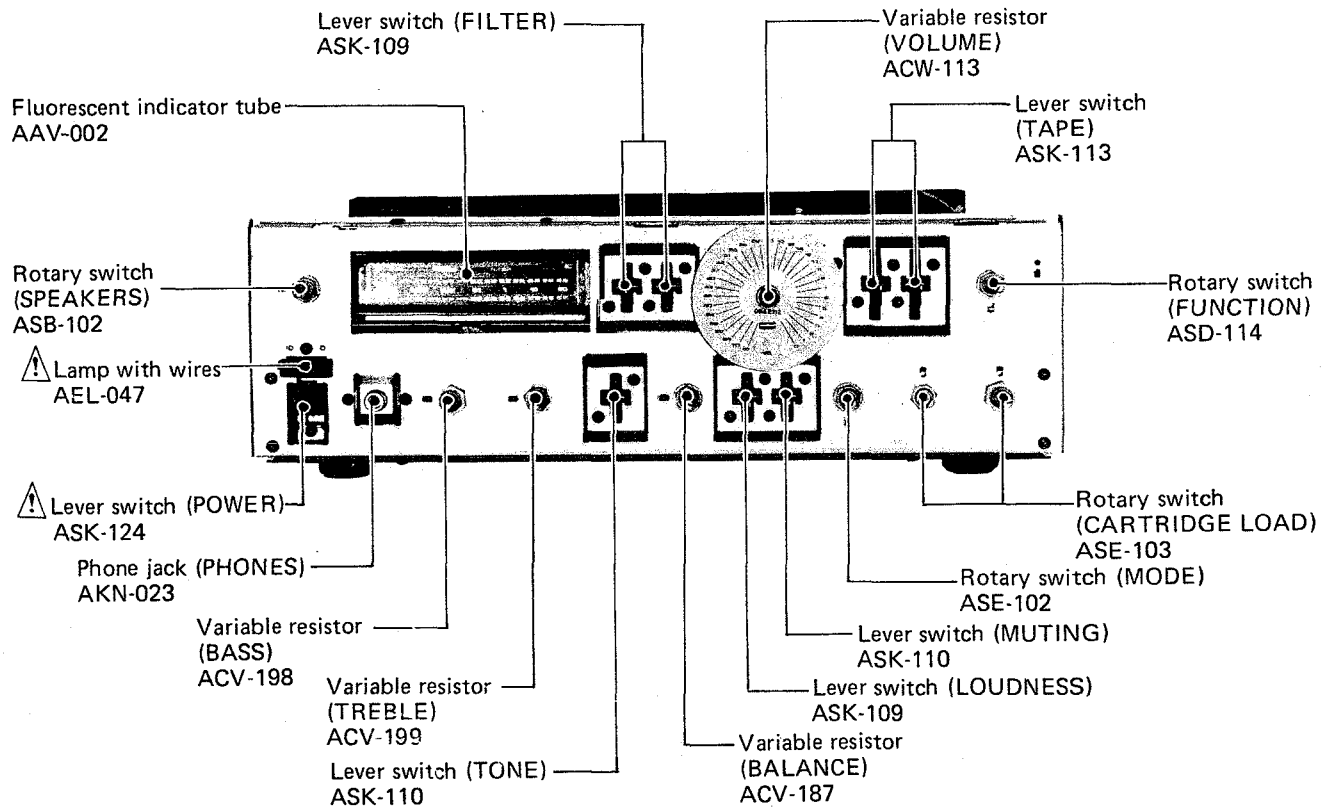 Lever switch (FILTER)
ASK-109
Variable resistor
(VOLUME)
ACW-113
Fluorescent indicator tube
AAV-002
Lever switch
(TAPE)
ASK-113
Rotary switch
(SPEAKERS)
ASB-102
Rotary switch
(FUNCTION)
ASD-114
Lamp with wires
AEL-047
Lever switch (POWER)
ASK-124
Phone jack (PHONES)
AKN-023
Variable resistor
(BASS)
ACV-198
Variable resistor
(TREBLE)
ACV-199
Lever switch (TONE)
ASK-110
Rotary switch
(CARTRIDGE LOAD)
ASE-103
Rotary switch (MODE)
ASE-102
Lever switch (MUTING)
ASK-110
Lever switch (LOUDNESS)
ASK-109
Variable resistor
(BALANCE)
ACV-187